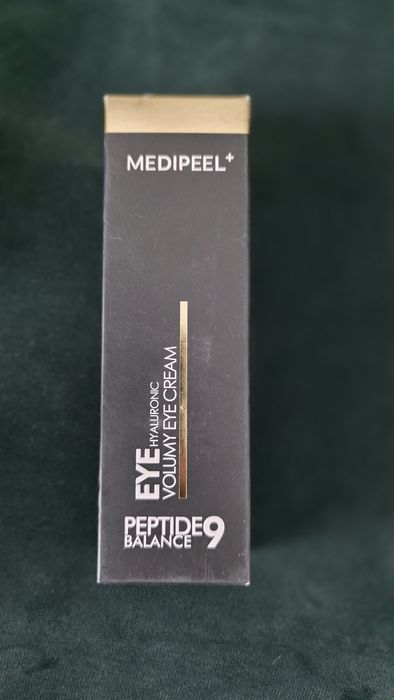 MEDIPEEL+
EYE HYALURONIC
VOLUMY EYE CREAM
PEPTIDE 9
BALANCE